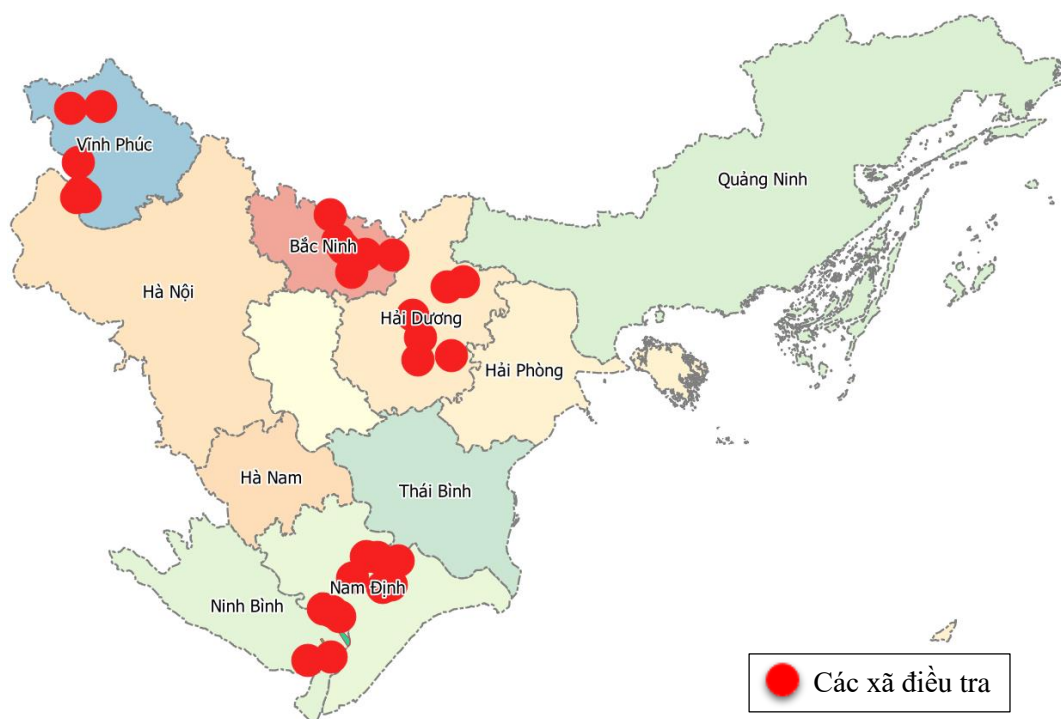 Vĩnh Phúc
Quảng Ninh
Bắc Ninh
Hà Nội
Hải Dương
Hải Phòng
Hà Nam
Thái Bình
Nam Định
Ninh Bình
Các xã điều tra